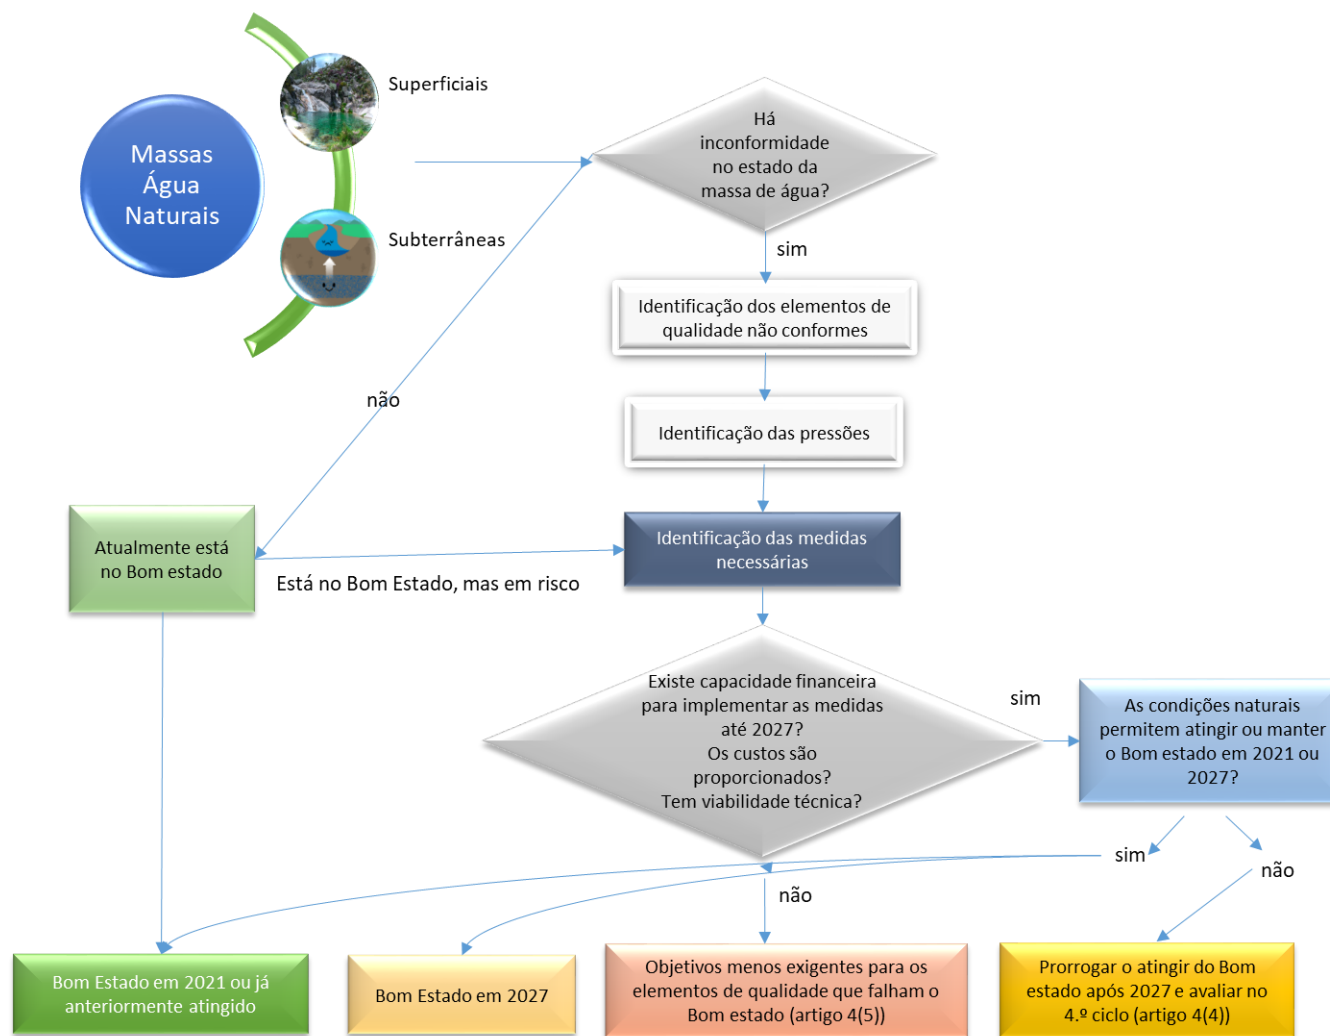 Massas
Água
Naturais
Superficiais
Subterrâneas
Há
inconformidade
no estado da
massa de água?
sim
não
Identificação dos elementos de
qualidade não conformes
Identificação das pressões
Identificação das medidas
necessárias
Atualmente está
no Bom estado
Está no Bom Estado, mas em risco
Existe capacidade financeira
para implementar as medidas
até 2027?
Os custos são
proporcionados?
Tem viabilidade técnica?
sim
As condições naturais
permitem atingir ou manter
o Bom estado em 2021 ou
2027?
sim
não
não
Bom Estado em 2021 ou já
anteriormente atingido
Bom Estado em 2027
Objetivos menos exigentes para os
elementos de qualidade que falham o
Bom estado (artigo 4(5))
Prorrogar o atingir do Bom
estado após 2027 e avaliar no
4.º ciclo (artigo 4(4))